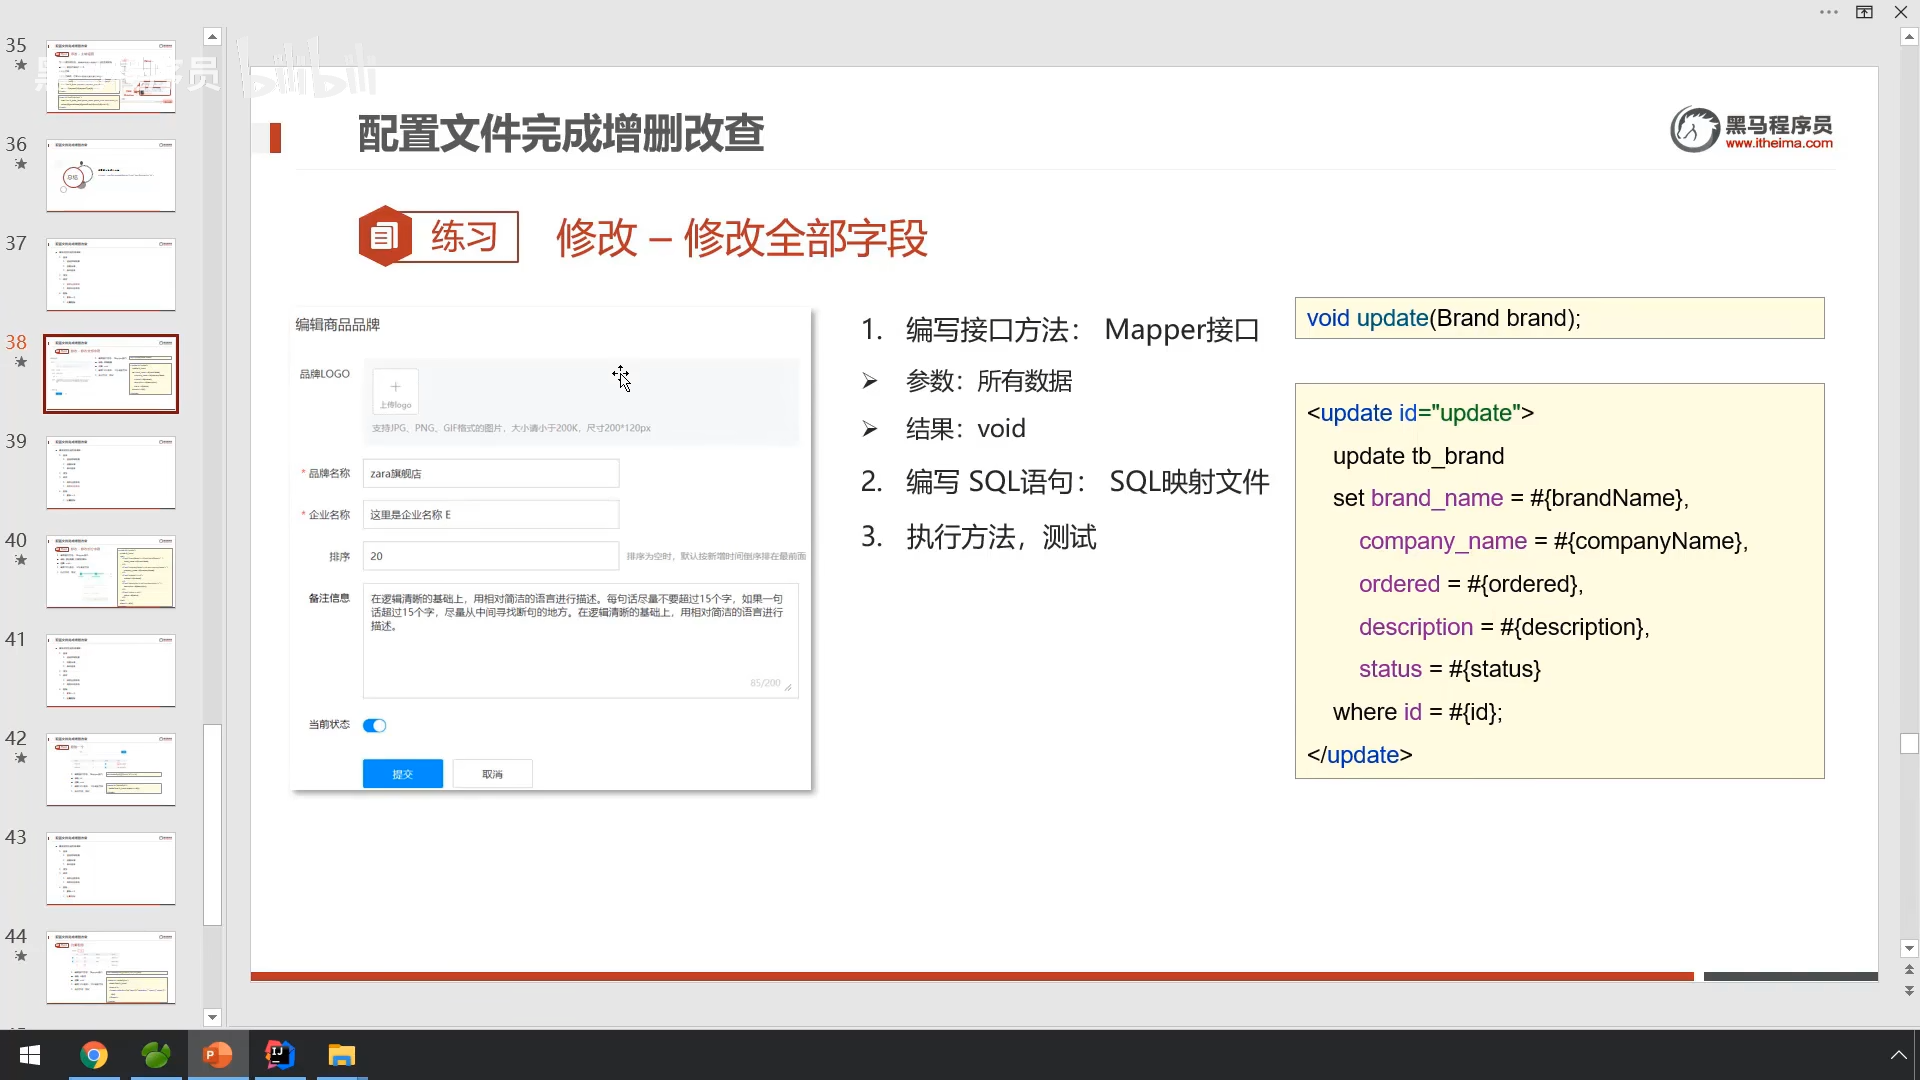 35
36
37
38
39
40
41
42
43
44
bilibili
配置文件完成增删改查
黑马程序员
www.itheima.com
练习
修改 – 修改全部字段
编辑商品品牌
品牌LOGO
+
上传logo
支持JPG、PNG、GIF格式的图片，大小请小于200K，尺寸200*120px
* 品牌名称
zara旗舰店
* 企业名称
这里是企业名称 E
排序
20
排序为空时，默认按新增时间倒序排在最前面
备注信息
在逻辑清晰的基础上，用相对简洁的语言进行描述。每句话尽量不要超过15个字，如果一句
话超过15个字，尽量从中间寻找断句的地方。在逻辑清晰的基础上，用相对简洁的语言进行
描述。
85/200
当前状态
提交
取消
1. 编写接口方法： Mapper接口
➢ 参数：所有数据
➢ 结果：void
2. 编写 SQL语句： SQL映射文件
3. 执行方法，测试
void update(Brand brand);
<update id="update">
update tb_brand
set brand_name = #{brandName},
company_name = #{companyName},
ordered = #{ordered},
description = #{description},
status = #{status}
where id = #{id};
</update>